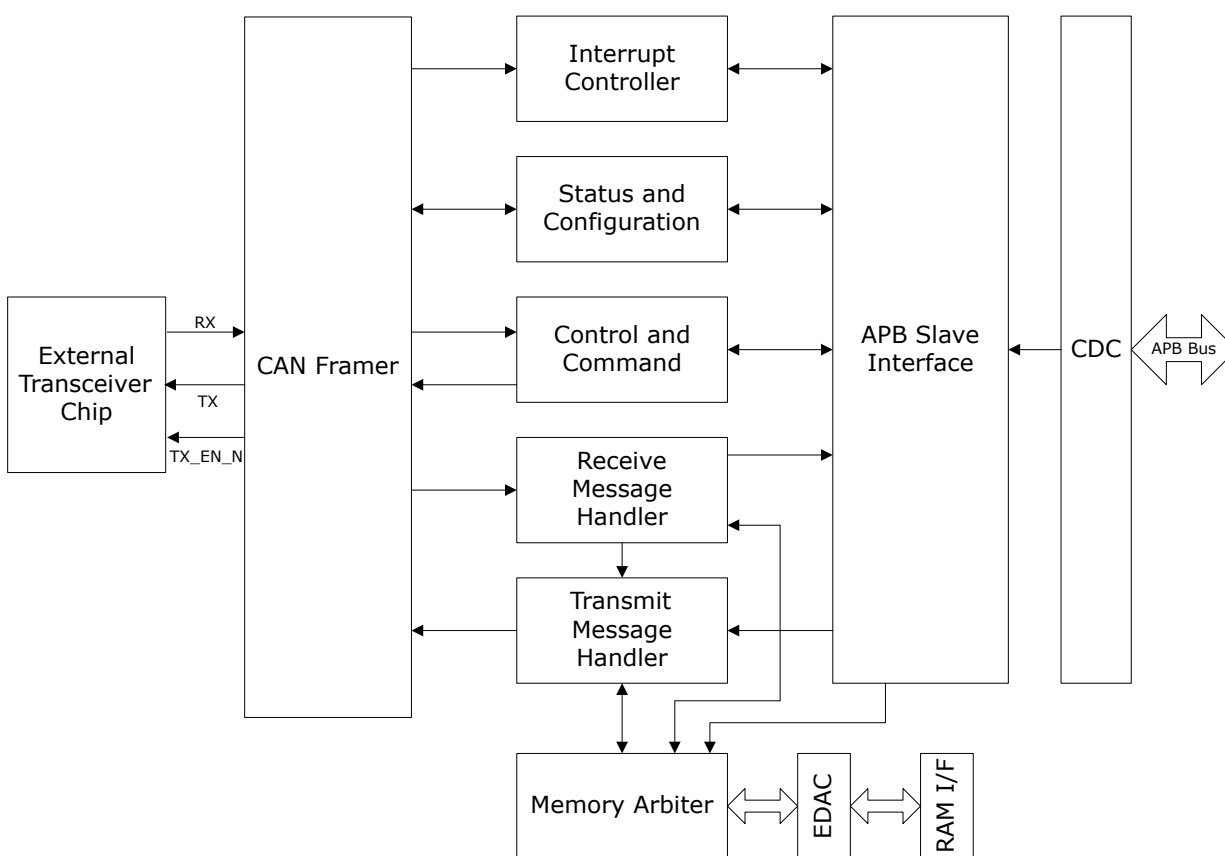 Interrupt
Controller
Status and
Configuration
External
Transceiver
Chip
RX
TX
TX_EN_N
CAN Framer
Control and
Command
APB Slave
Interface
CDC
APB Bus
Receive
Message
Handler
Transmit
Message
Handler
Memory Arbiter
EDAC
RAM I/F